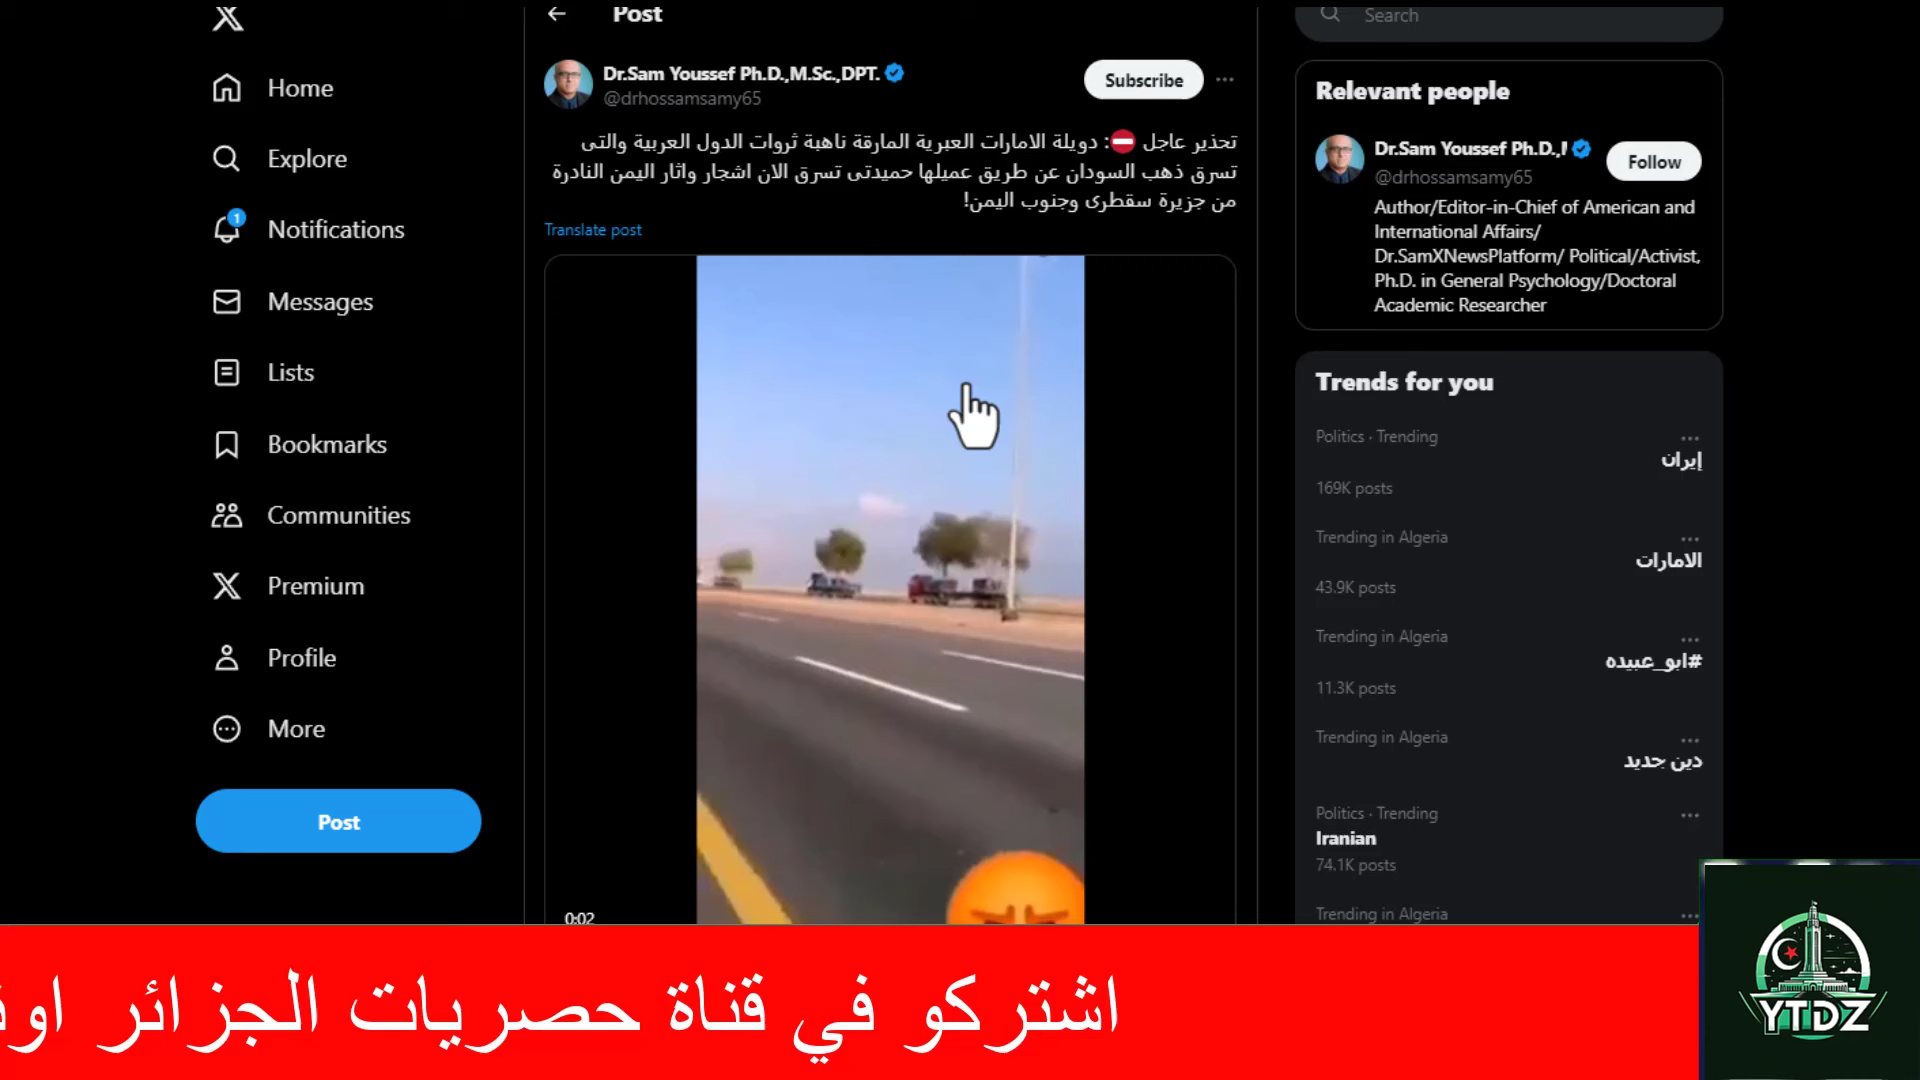 Home
Explore
1
Notifications
Messages
Lists
Bookmarks
Communities
Premium
Profile
More
Post
Post
Dr.Sam Youssef Ph.D.,M.Sc.,DPT.
@drhossamsamy65
Subscribe
تحذير عاجل ⛔: دويلة الامارات العبرية المارقة ناهبة ثروات الدول العربية والتى
تسرق ذهب السودان عن طريق عميلها حميدتى تسرق الان اشجار واثار اليمن النادرة
من جزيرة سقطرى وجنوب اليمن!
Translate post
0:02
Search
Relevant people
Dr.Sam Youssef Ph.D.,
@drhossamsamy65
Follow
Author/Editor-in-Chief of American and
International Affairs/
Dr.SamXNewsPlatform/ Political/Activist,
Ph.D. in General Psychology/Doctoral
Academic Researcher
Trends for you
Politics · Trending
إيران
169K posts
Trending in Algeria
الامارات
43.9K posts
Trending in Algeria
#ابو_عبيده
11.3K posts
Trending in Algeria
دين جديد
Politics · Trending
Iranian
74.1K posts
Trending in Algeria
اشتركو في قناة حصريات الجزائر
YTDZ